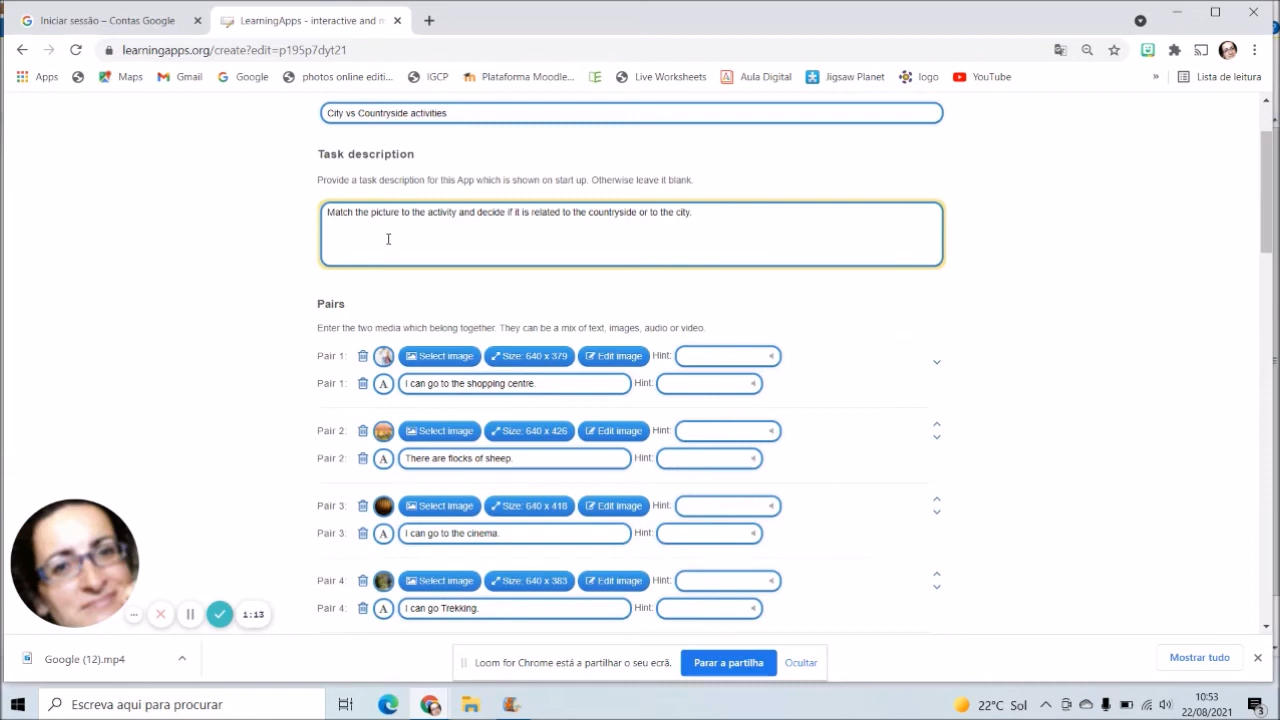 Iniciar sessão – Contas Google
LearningApps - interactive and m
learningapps.org/create?edit=p195p7dyt21
Apps
Maps
Gmail
Google
photos online editi...
IGCP
Plataforma Moodle...
Live Worksheets
Aula Digital
Jigsaw Planet
logo
YouTube
»
Lista de leitura
City vs Countryside activities
Task description
Provide a task description for this App which is shown on start up. Otherwise leave it blank.
Match the picture to the activity and decide if it is related to the countryside or to the city.
Pairs
Enter the two media which belong together. They can be a mix of text, images, audio or video.
Pair 1: Select image Size: 640 x 379 Edit image Hint:
Pair 1: A I can go to the shopping centre. Hint:
Pair 2: Select image Size: 640 x 426 Edit image Hint:
Pair 2: A There are flocks of sheep. Hint:
Pair 3: Select image Size: 640 x 416 Edit image Hint:
Pair 3: A I can go to the cinema. Hint:
Pair 4: Select image Size: 640 x 383 Edit image Hint:
Pair 4: A I can go Trekking. Hint:
1:13
Google (12).mp4
Loom for Chrome está a partilhar o seu ecrã.
Parar a partilha
Ocultar
Mostrar tudo
Escreva aqui para procurar
22°C Sol
10:53
22/08/2021
3